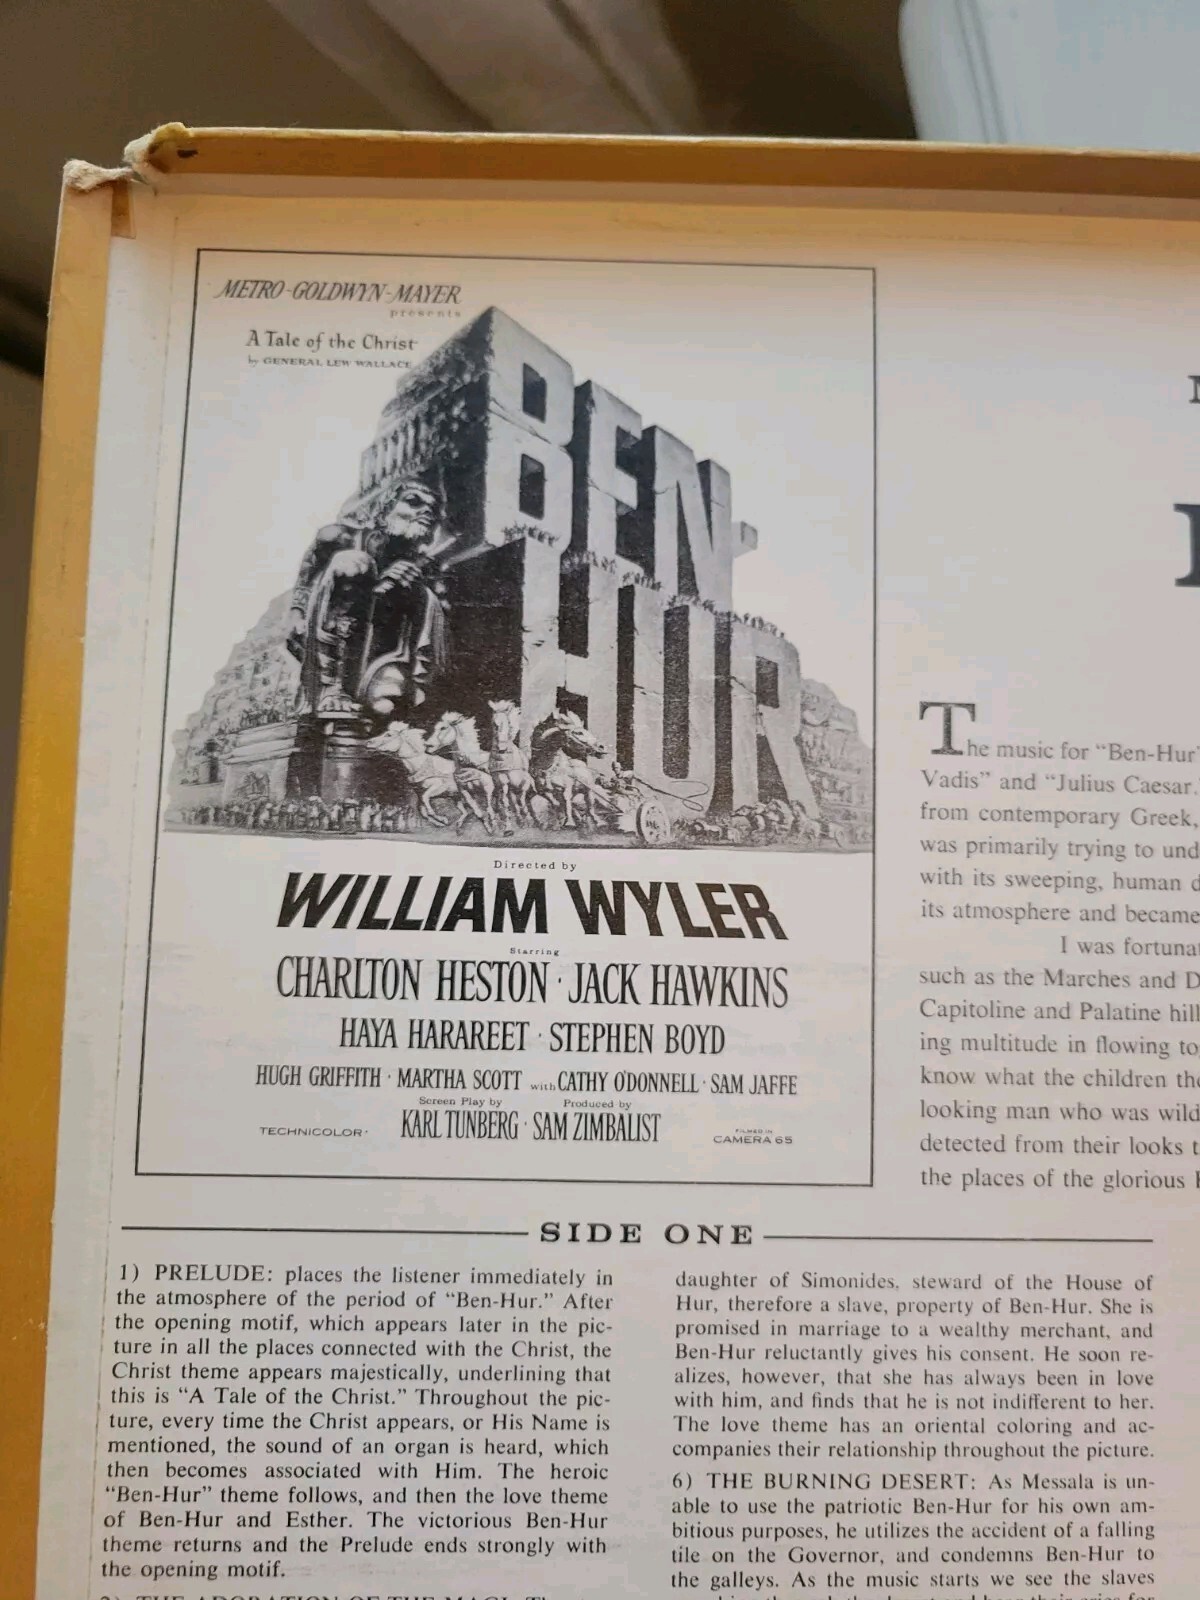 METRO-GOLDWYN-MAYER
presents
A Tale of the Christ
by GENERAL LEW WALLACE
BEN-
HUR
Directed by
WILLIAM WYLER
Starring
CHARLTON HESTON · JACK HAWKINS
HAYA HARAREET · STEPHEN BOYD
HUGH GRIFFITH · MARTHA SCOTT with CATHY O'DONNELL · SAM JAFFE
Screen Play by Produced by
KARL TUNBERG · SAM ZIMBALIST
TECHNICOLOR·
FILMED IN
CAMERA 65
The music for "Ben-Hur"
Vadis" and "Julius Caesar.
from contemporary Greek,
was primarily trying to und
with its sweeping, human d
its atmosphere and became
I was fortunat
such as the Marches and D
Capitoline and Palatine hill
ing multitude in flowing to
know what the children the
looking man who was wild
detected from their looks t
the places of the glorious
SIDE ONE
1) PRELUDE: places the listener immediately in
the atmosphere of the period of "Ben-Hur." After
the opening motif, which appears later in the pic-
ture in all the places connected with the Christ, the
Christ theme appears majestically, underlining that
this is "A Tale of the Christ." Throughout the pic-
ture, every time the Christ appears, or His Name is
mentioned, the sound of an organ is heard, which
then becomes associated with Him. The heroic
"Ben-Hur" theme follows, and then the love theme
of Ben-Hur and Esther. The victorious Ben-Hur
theme returns and the Prelude ends strongly with
the opening motif.
2) THE ADORATION OF THE MAGI: The
daughter of Simonides, steward of the House of
Hur, therefore a slave, property of Ben-Hur. She is
promised in marriage to a wealthy merchant, and
Ben-Hur reluctantly gives his consent. He soon re-
alizes, however, that she has always been in love
with him, and finds that he is not indifferent to her.
The love theme has an oriental coloring and ac-
companies their relationship throughout the picture.
6) THE BURNING DESERT: As Messala is un-
able to use the patriotic Ben-Hur for his own am-
bitious purposes, he utilizes the accident of a falling
tile on the Governor, and condemns Ben-Hur to
the galleys. As the music starts we see the slaves